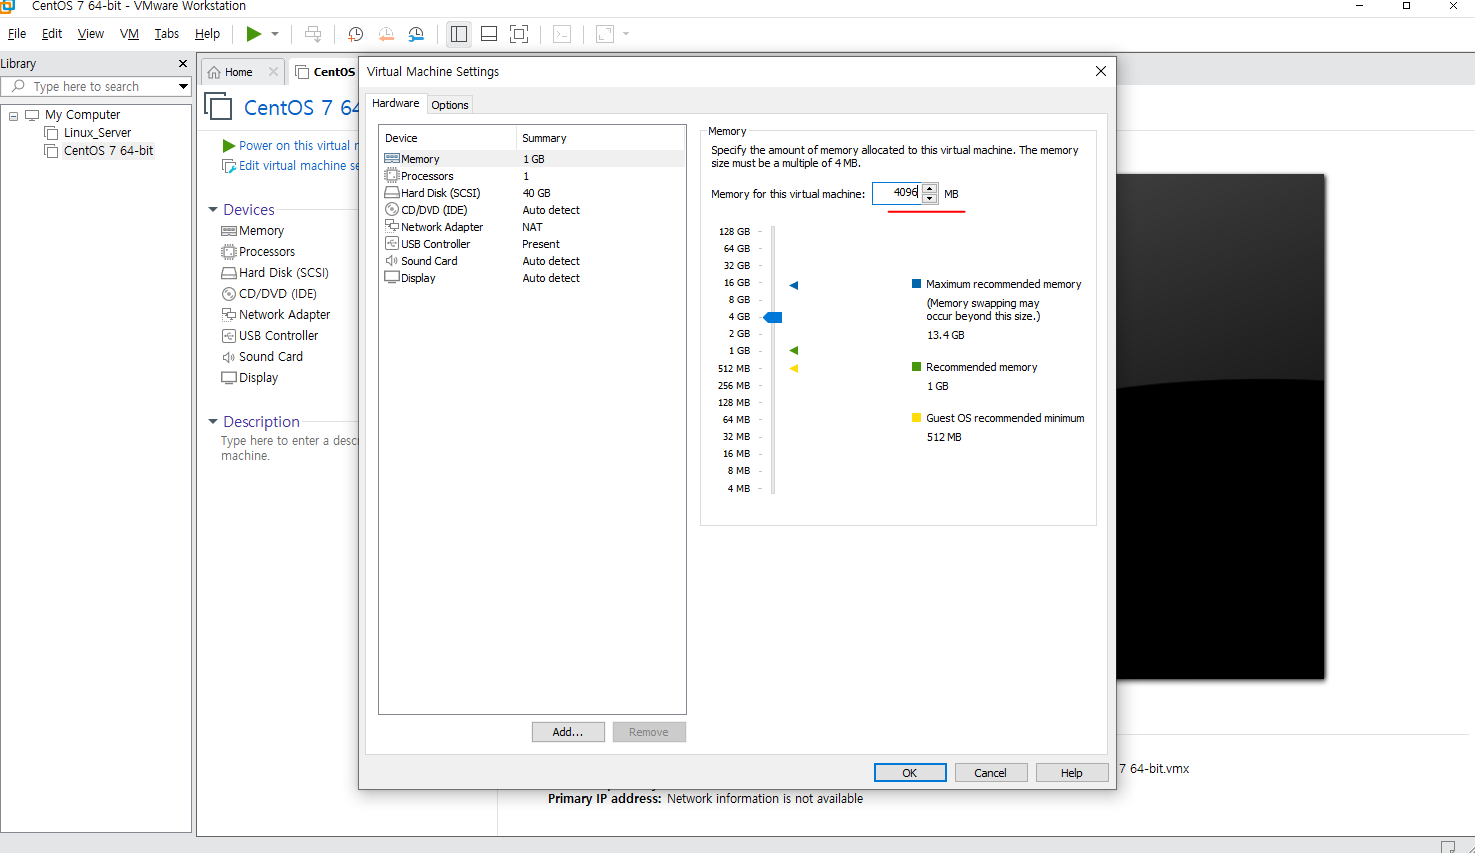 CentOS 7 64-bit - VMware Workstation
File Edit View VM Tabs Help
Library
Type here to search
My Computer
Linux_Server
CentOS 7 64-bit
Home
CentOS
CentOS 7 64
Power on this virtual
Edit virtual machine se
Devices
Memory
Processors
Hard Disk (SCSI)
CD/DVD (IDE)
Network Adapter
USB Controller
Sound Card
Display
Description
Type here to enter a desc
machine.
Virtual Machine Settings
Hardware Options
Device Summary
Memory 1 GB
Processors 1
Hard Disk (SCSI) 40 GB
CD/DVD (IDE) Auto detect
Network Adapter NAT
USB Controller Present
Sound Card Auto detect
Display Auto detect
Add... Remove
Memory
Specify the amount of memory allocated to this virtual machine. The memory
size must be a multiple of 4 MB.
Memory for this virtual machine: 4096 MB
128 GB
64 GB
32 GB
16 GB
8 GB
4 GB
2 GB
1 GB
512 MB
256 MB
128 MB
64 MB
32 MB
16 MB
8 MB
4 MB
Maximum recommended memory
(Memory swapping may
occur beyond this size.)
13.4 GB
Recommended memory
1 GB
Guest OS recommended minimum
512 MB
OK Cancel Help
7 64-bit.vmx
Primary IP address: Network information is not available